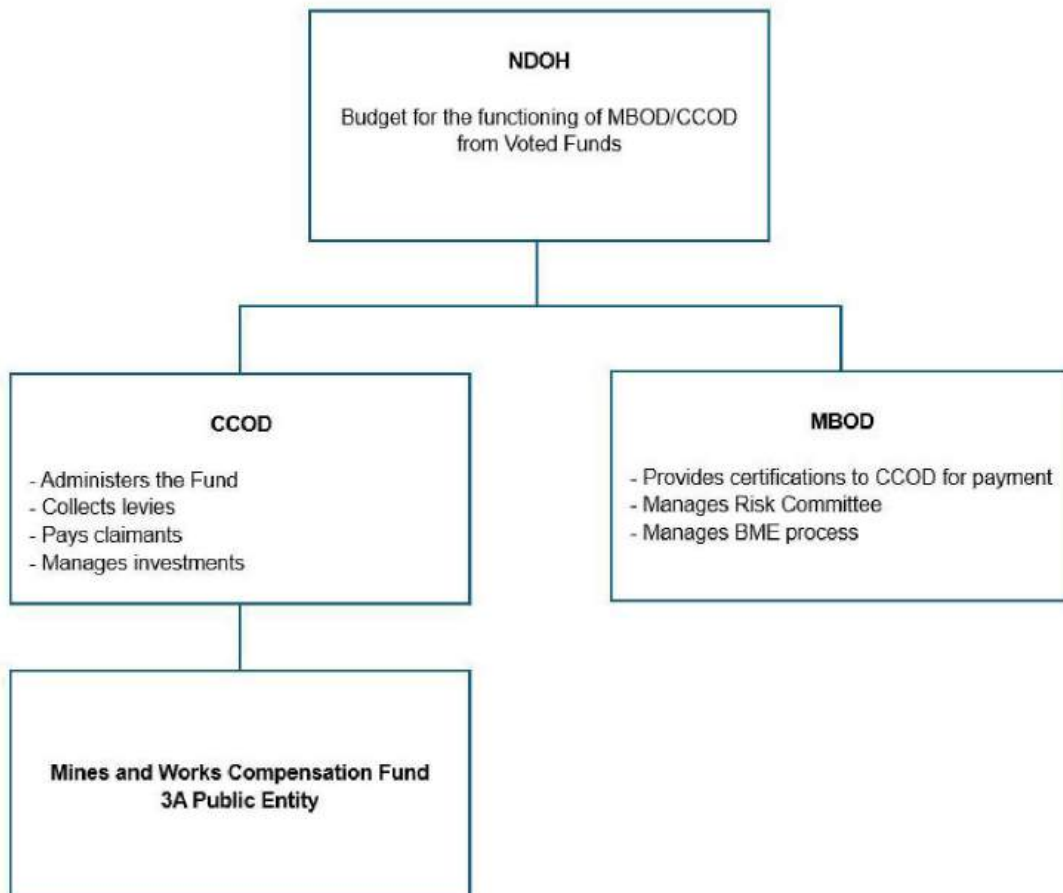 NDOH
Budget for the functioning of MBOD/CCOD
from Voted Funds
CCOD
- Administers the Fund
- Collects levies
- Pays claimants
- Manages investments
MBOD
- Provides certifications to CCOD for payment
- Manages Risk Committee
- Manages BME process
Mines and Works Compensation Fund
3A Public Entity